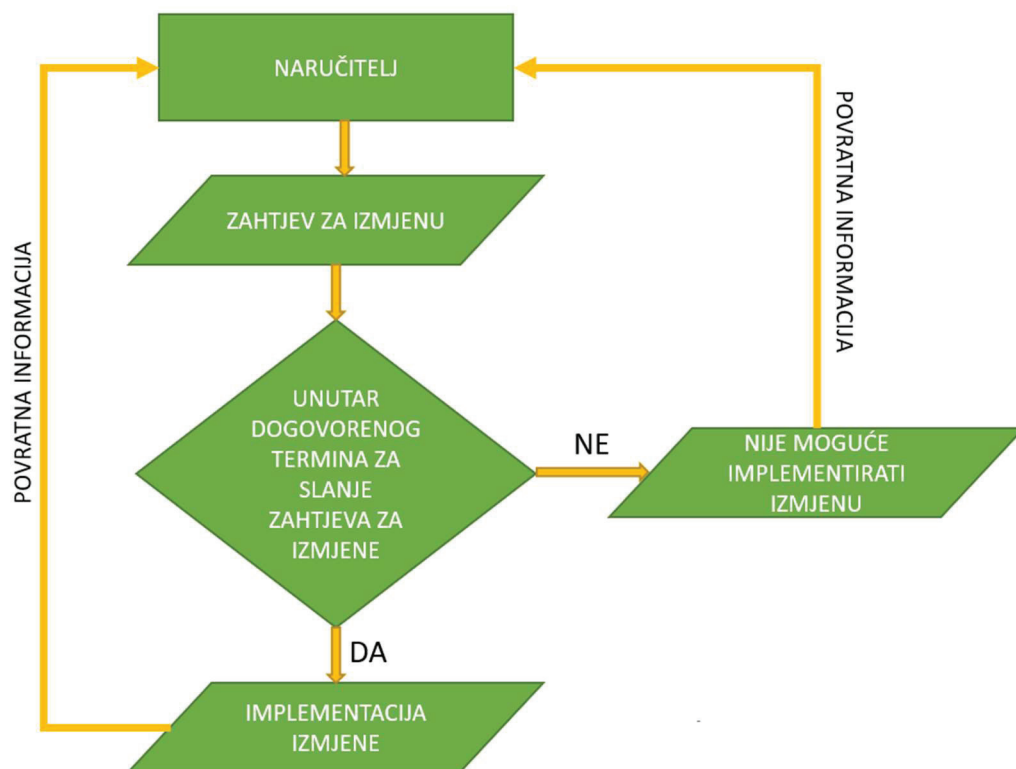 NARUČITELJ
ZAHTJEV ZA IZMJENU
UNUTAR
DOGOVORENOG
TERMINA ZA
SLANJE
ZAHTJEVA ZA
IZMJENE
NE
NIJE MOGUĆE
IMPLEMENTIRATI
IZMJENU
DA
IMPLEMENTACIJA
IZMJENE
POVRATNA INFORMACIJA
POVRATNA INFORMACIJA